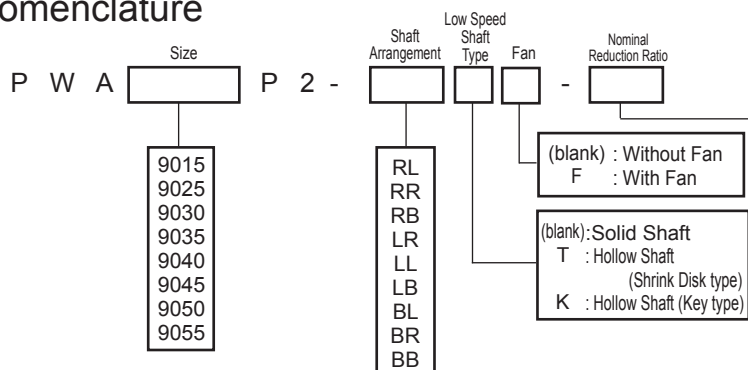 omenclature
Size
Shaft
Arrangement
Low Speed
Shaft
Type
Fan
Nominal
Reduction Ratio
P W A P 2 - -
9015
9025
9030
9035
9040
9045
9050
9055
RL
RR
RB
LR
LL
LB
BL
BR
BB
(blank) : Without Fan
F : With Fan
(blank):Solid Shaft
T : Hollow Shaft
(Shrink Disk type)
K : Hollow Shaft (Key type)